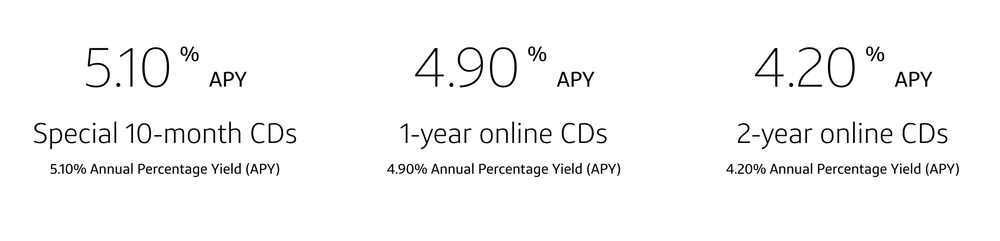 5.10% APY
Special 10-month CDs
5.10% Annual Percentage Yield (APY)
4.90% APY
1-year online CDs
4.90% Annual Percentage Yield (APY)
4.20% APY
2-year online CDs
4.20% Annual Percentage Yield (APY)